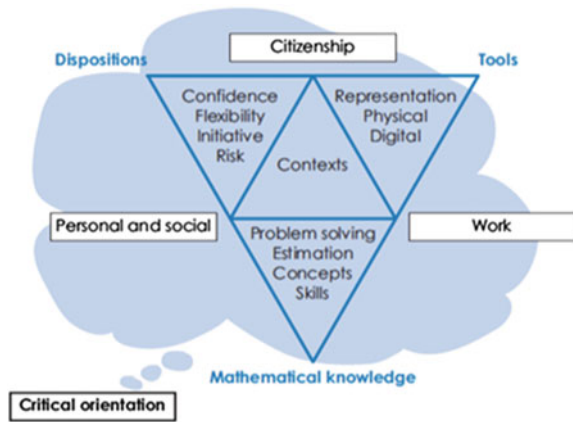 Citizenship
Dispositions
Tools
Confidence
Flexibility
Initiative
Risk
Representation
Physical
Digital
Contexts
Personal and social
Work
Problem solving
Estimation
Concepts
Skills
Mathematical knowledge
Critical orientation